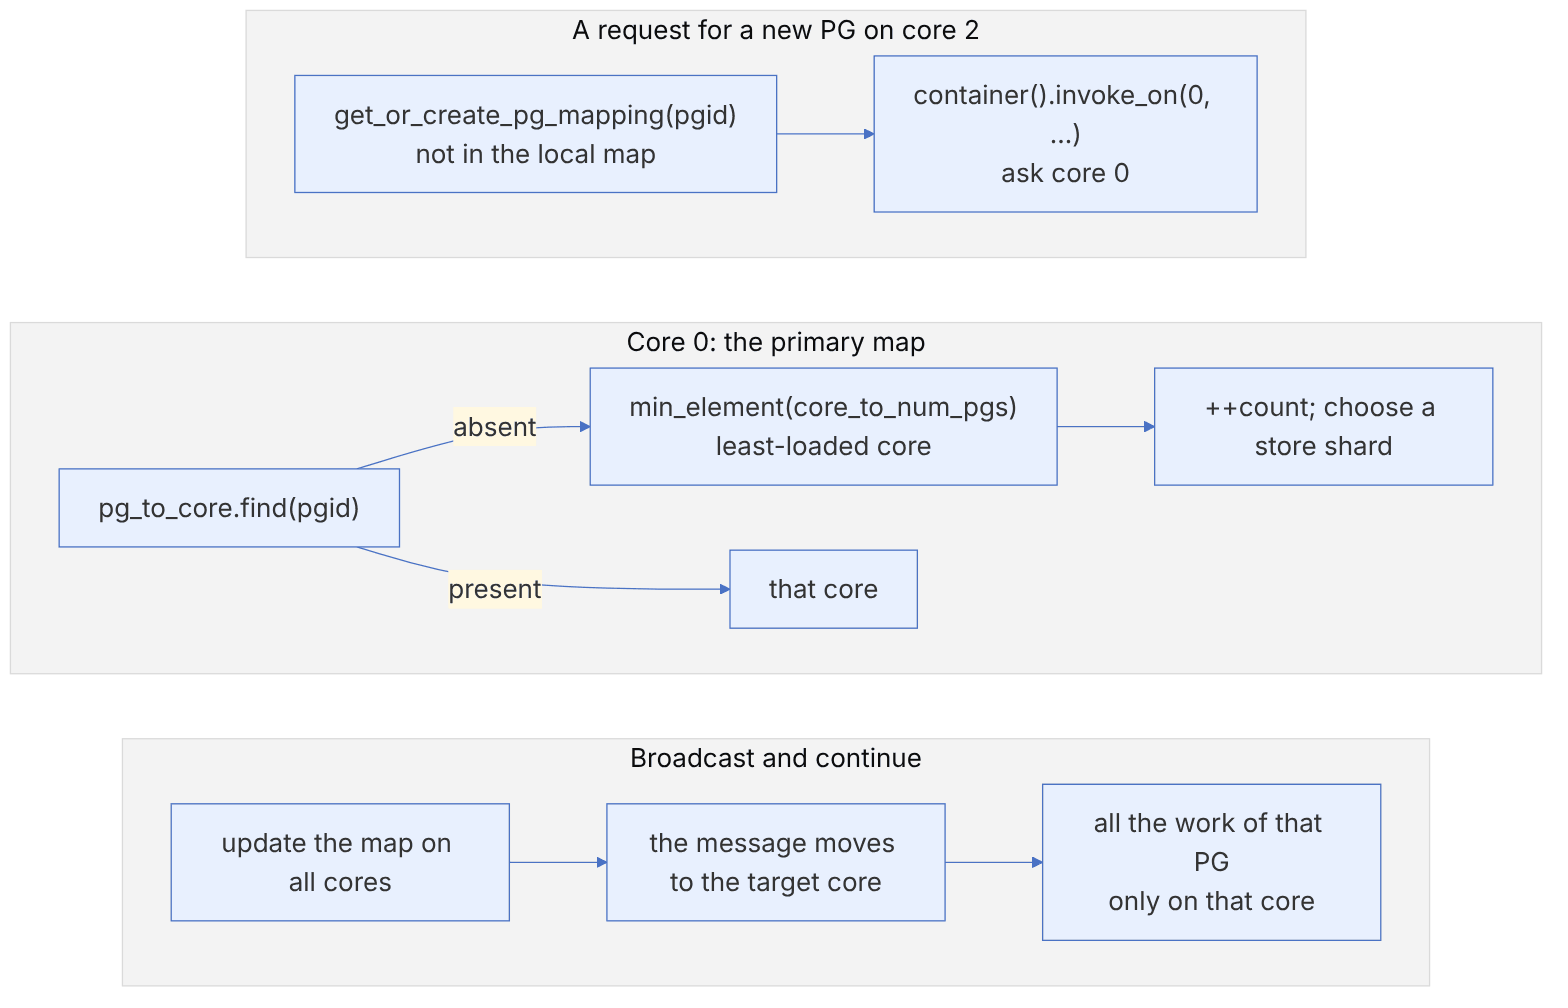 A request for a new PG on core 2
get_or_create_pg_mapping(pgid)
not in the local map
container().invoke_on(0,
...)
ask core 0
Core 0: the primary map
pg_to_core.find(pgid)
absent
min_element(core_to_num_pgs)
least-loaded core
++count; choose a
store shard
present
that core
Broadcast and continue
update the map on
all cores
the message moves
to the target core
all the work of that
PG
only on that core